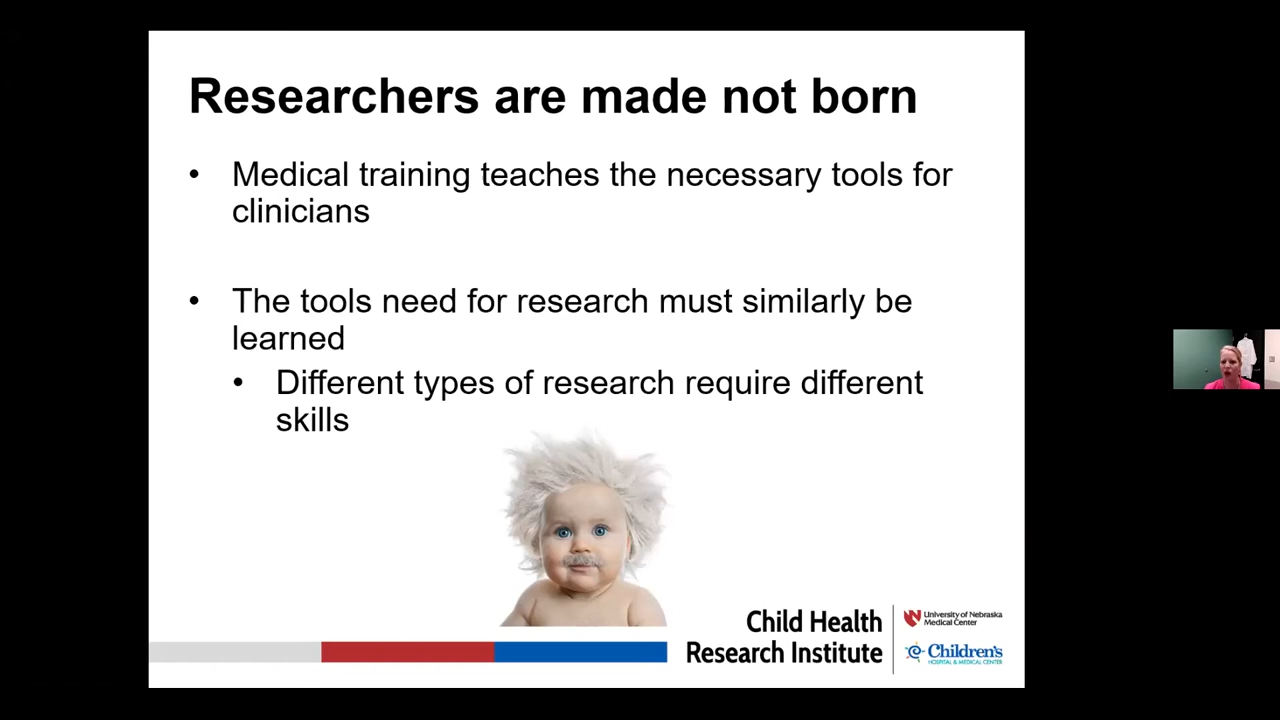 Researchers are made not born
• Medical training teaches the necessary tools for
clinicians
• The tools need for research must similarly be
learned
• Different types of research require different
skills
Child Health
Research Institute
University of Nebraska
Medical Center
Children's
HOSPITAL & MEDICAL CENTER